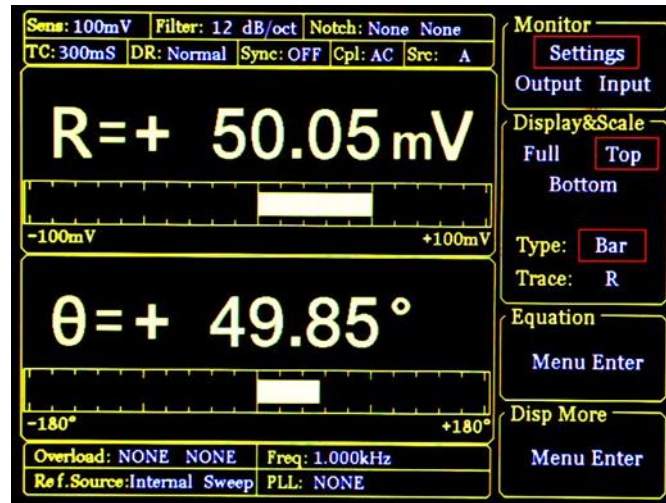 Sens: 100mV Filter: 12 dB/oct Notch: None None
TC: 300mS DR: Normal Sync: OFF Cpl: AC Src: A
R=+ 50.05 mV
-100mV +100mV
θ=+ 49.85°
-180° +180°
Overload: NONE NONE Freq: 1.000kHz
Ref.Source:Internal Sweep PLL: NONE
Monitor
Settings
Output Input
Display&Scale
Full Top
Bottom
Type: Bar
Trace: R
Equation
Menu Enter
Disp More
Menu Enter